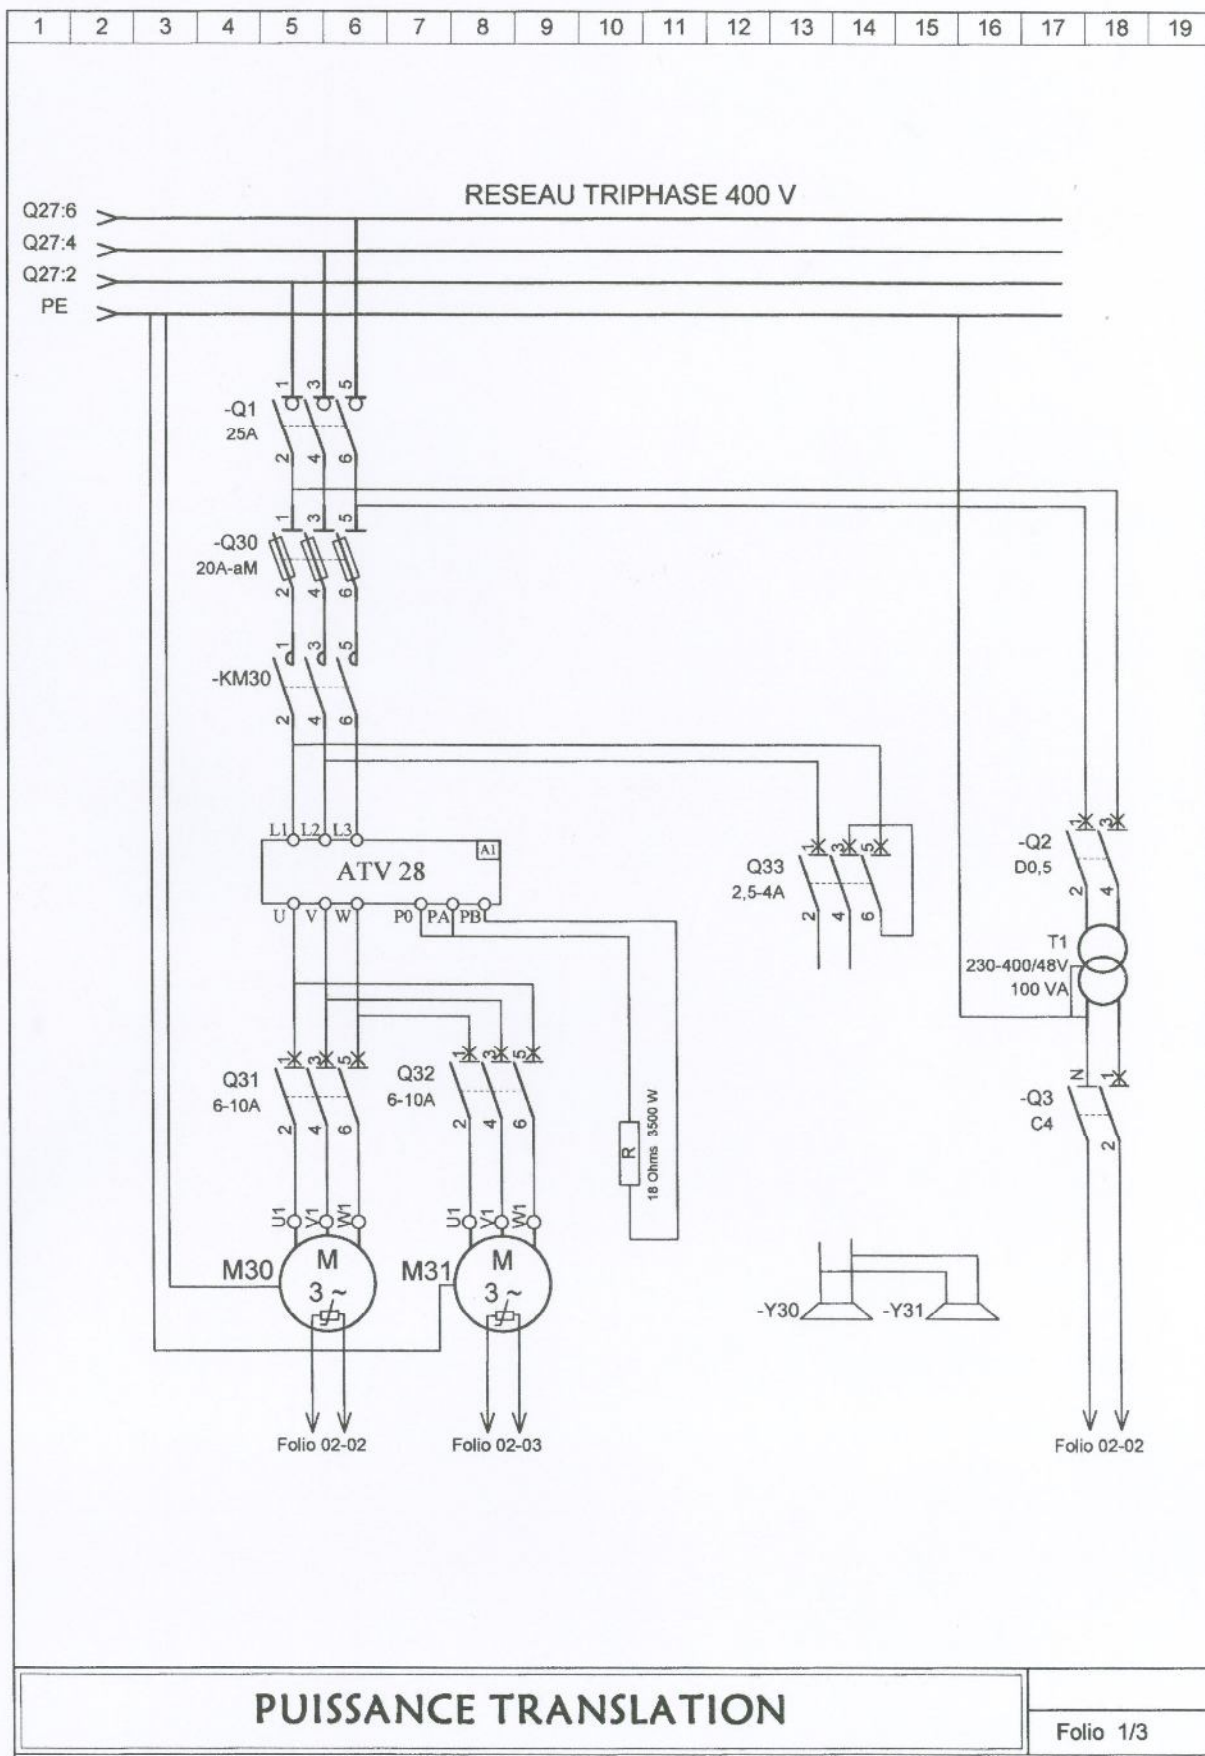 1 2 3 4 5 6 7 8 9 10 11 12 13 14 15 16 17 18 19
RESEAU TRIPHASE 400 V
Q27:6
Q27:4
Q27:2
PE
1 3 5
-Q1
25A
2 4 6
1 3 5
-Q30
20A-aM
2 4 6
1 3 5
-KM30
2 4 6
L1 L2 L3
A1
ATV 28
U V W P0 PA PB
1 3 5
Q33
2,5-4A
2 4 6
1 3
-Q2
D0,5
2 4
T1
230-400/48V
100 VA
1 3 5
Q31
6-10A
2 4 6
1 3 5
Q32
6-10A
2 4 6
R
18 Ohms 3500 W
N 1
-Q3
C4
2
U1 V1 W1
M30
M
3 ~
U1 V1 W1
M31
M
3 ~
-Y30
-Y31
Folio 02-02
Folio 02-03
Folio 02-02
PUISSANCE TRANSLATION
Folio 1/3